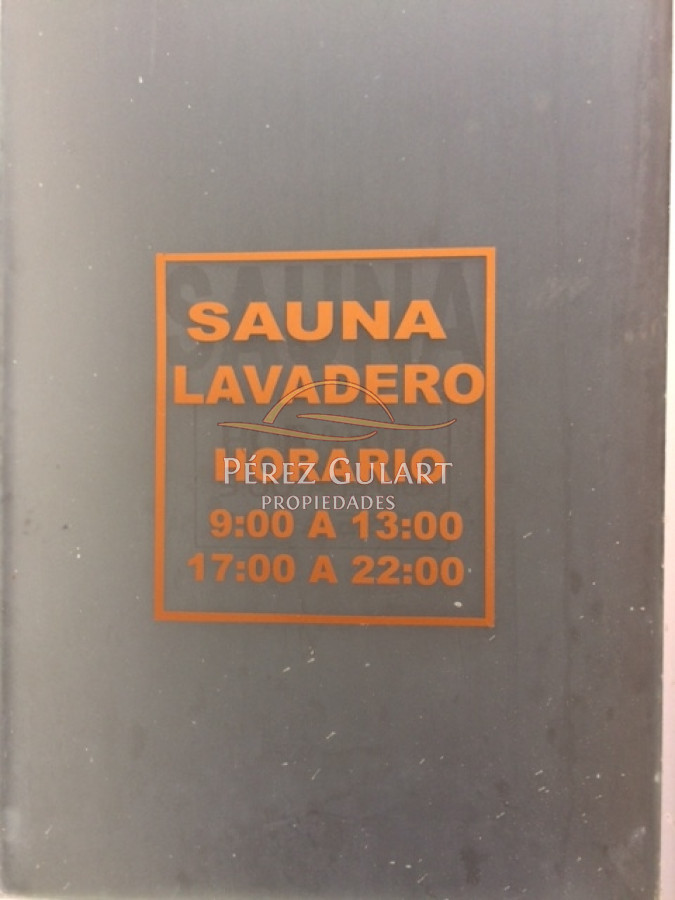 SAUNA
LAVADERO
HORARIO
PÉREZ GULART
PROPIEDADES
9:00 A 13:00
17:00 A 22:00